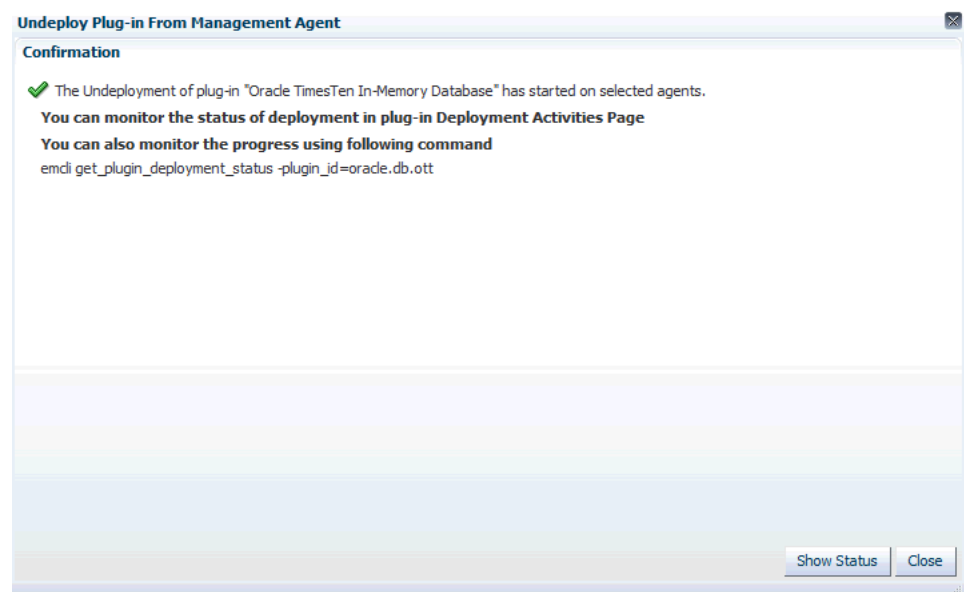 Undeploy Plug-in From Management Agent
Confirmation
The Undeployment of plug-in "Oracle TimesTen In-Memory Database" has started on selected agents.
You can monitor the status of deployment in plug-in Deployment Activities Page
You can also monitor the progress using following command
emcli get_plugin_deployment_status -plugin_id=oracle.db.ott
Show Status Close